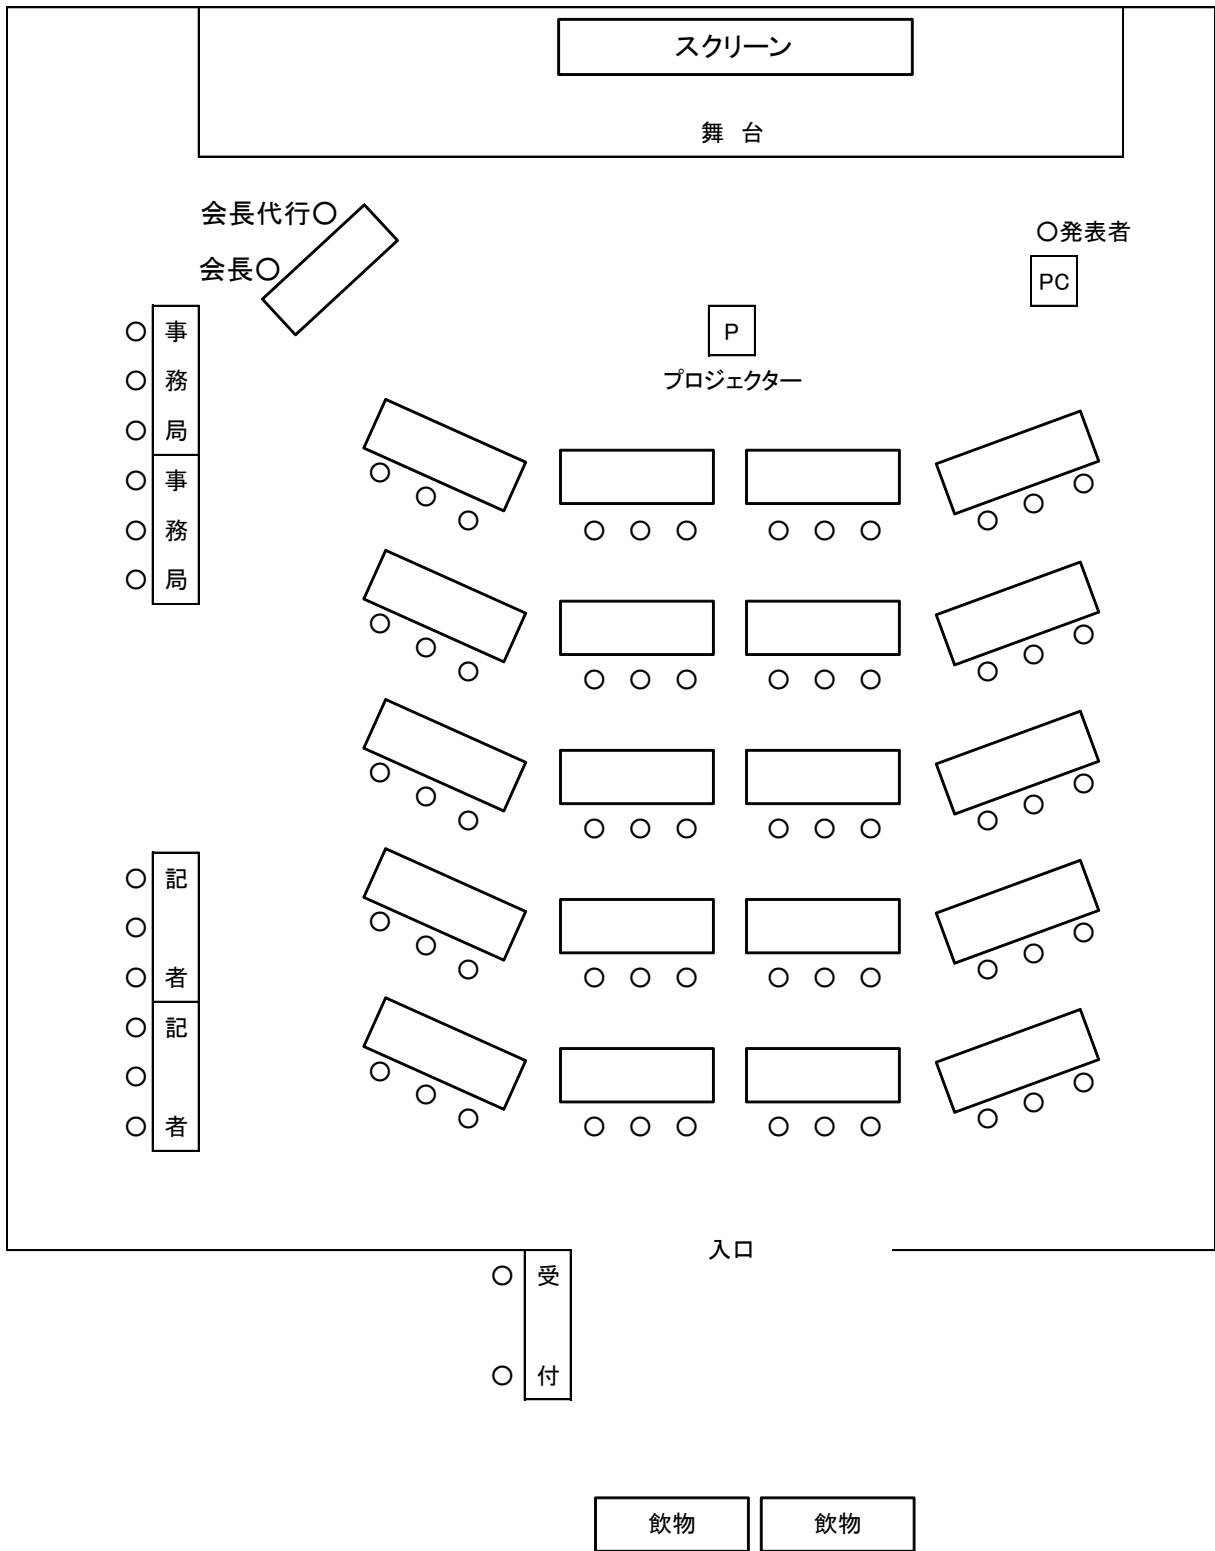 スクリーン
舞 台
会長代行
会長
発表者
PC
P
プロジェクター
事
務
局
事
務
局
記
者
記
者
入口
受
付
飲物
飲物